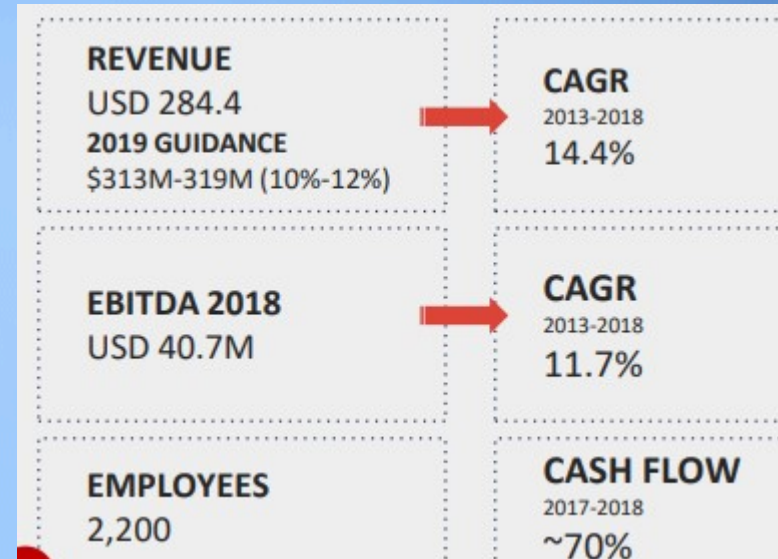 REVENUE
USD 284.4
2019 GUIDANCE
$313M-319M (10%-12%)
CAGR
2013-2018
14.4%
EBITDA 2018
USD 40.7M
CAGR
2013-2018
11.7%
EMPLOYEES
2,200
CASH FLOW
2017-2018
~70%